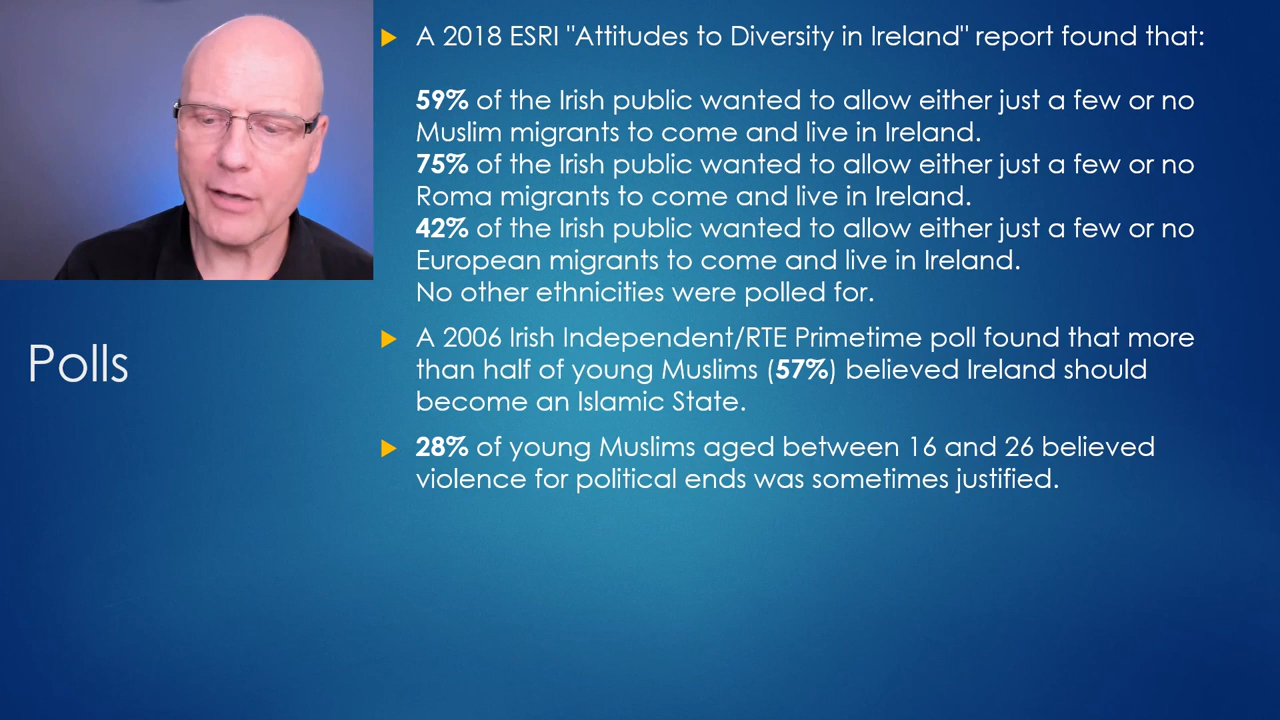 A 2018 ESRI "Attitudes to Diversity in Ireland" report found that:
59% of the Irish public wanted to allow either just a few or no
Muslim migrants to come and live in Ireland.
75% of the Irish public wanted to allow either just a few or no
Roma migrants to come and live in Ireland.
42% of the Irish public wanted to allow either just a few or no
European migrants to come and live in Ireland.
No other ethnicities were polled for.
A 2006 Irish Independent/RTE Primetime poll found that more
than half of young Muslims (57%) believed Ireland should
become an Islamic State.
28% of young Muslims aged between 16 and 26 believed
violence for political ends was sometimes justified.
Polls